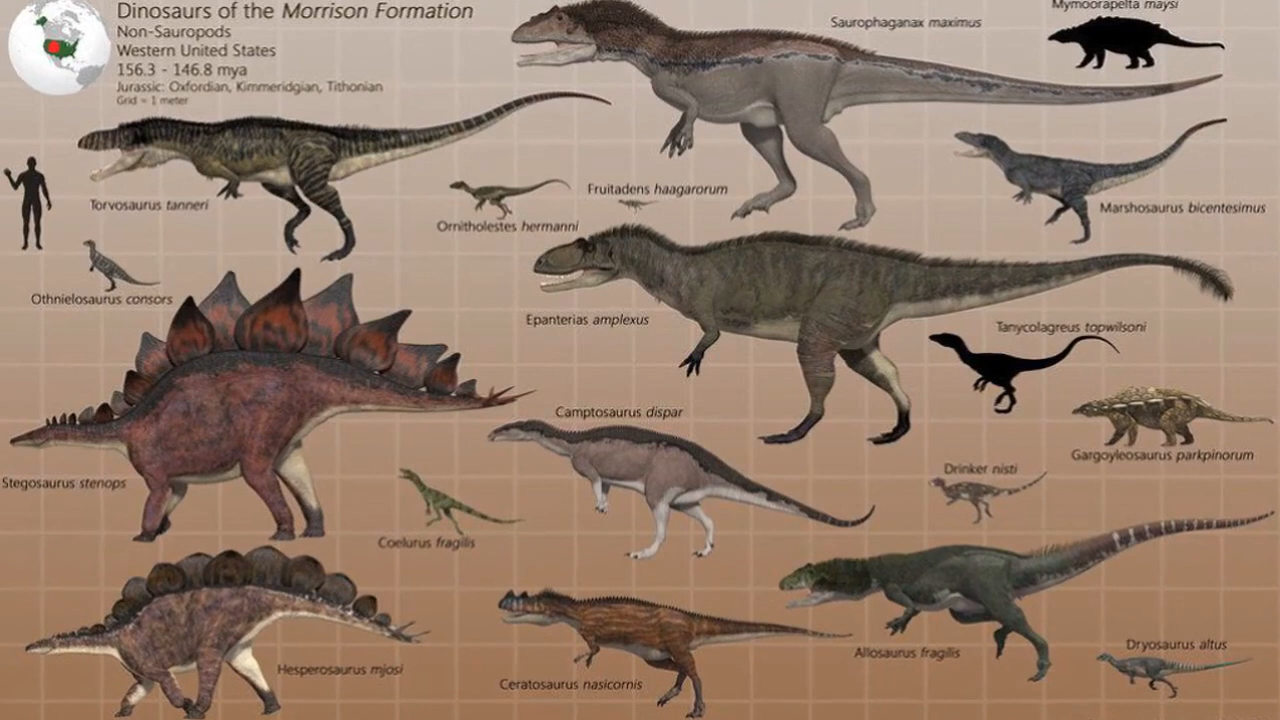 Dinosaurs of the Morrison Formation
Non-Sauropods
Western United States
156.3 - 146.8 mya
Jurassic: Oxfordian, Kimmeridgian, Tithonian
Grid = 1 meter
Saurophaganax maximus
Mymoorapelta maysi
Torvosaurus tanneri
Ornitholestes hermanni
Fruitadens haagarorum
Marshosaurus bicentesimus
Othnielosaurus consors
Epanterias amplexus
Tanycolagreus topwilsoni
Stegosaurus stenops
Camptosaurus dispar
Gargoyleosaurus parkpinorum
Drinker nisti
Coelurus fragilis
Hesperosaurus mjosi
Ceratosaurus nasicornis
Allosaurus fragilis
Dryosaurus altus